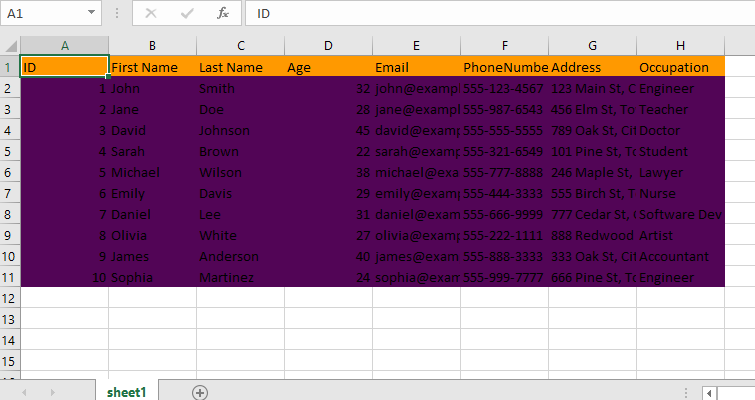 A1 fx ID
A B C D E F G H
1 ID First Name Last Name Age Email PhoneNumbe Address Occupation
2 1 John Smith 32 john@exampl 555-123-4567 123 Main St, C Engineer
3 2 Jane Doe 28 jane@exampl 555-987-6543 456 Elm St, To Teacher
4 3 David Johnson 45 david@examp 555-555-5555 789 Oak St, Cit Doctor
5 4 Sarah Brown 22 sarah@examp 555-321-6549 101 Pine St, To Student
6 5 Michael Wilson 38 michael@exa 555-777-8888 246 Maple St, Lawyer
7 6 Emily Davis 29 emily@examp 555-444-3333 555 Birch St, T Nurse
8 7 Daniel Lee 31 daniel@exam 555-666-9999 777 Cedar St, Software Dev
9 8 Olivia White 27 olivia@examp 555-222-1111 888 Redwood Artist
10 9 James Anderson 40 james@exam 555-888-3333 333 Oak St, Cit Accountant
11 10 Sophia Martinez 24 sophia@exam 555-999-7777 666 Pine St, To Engineer
12
13
14
15
sheet1